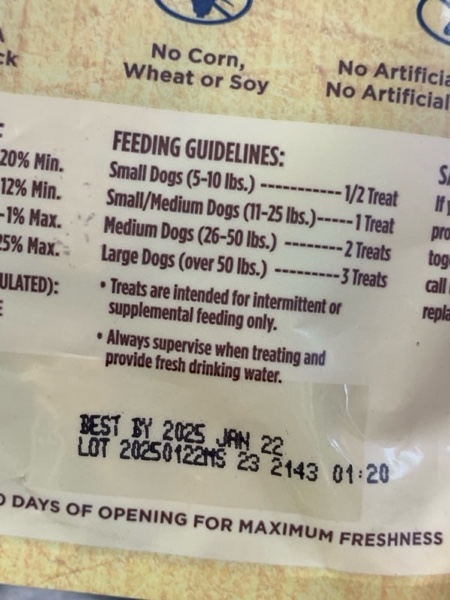 No Corn,
Wheat or Soy
No
No Artificial
20% Min.
12% Min.
-1% Max.
5% Max.
FEEDING GUIDELINES:
Small Dogs (5-10 lbs.) ----------- 1/2 Treat
Small/Medium Dogs (11-25 lbs.)----- 1 Treat
Medium Dogs (26-50 lbs.) -------- 2 Treats
Large Dogs (over 50 lbs.) --------- 3 Treats
• Treats are intended for intermittent or
supplemental feeding only.
• Always supervise when treating and
provide fresh drinking water.
If
call
BEST BY 2025 JAN 22
LOT 20250122MS 23 2143 01:20
DAYS OF OPENING FOR MAXIMUM FRESHNESS